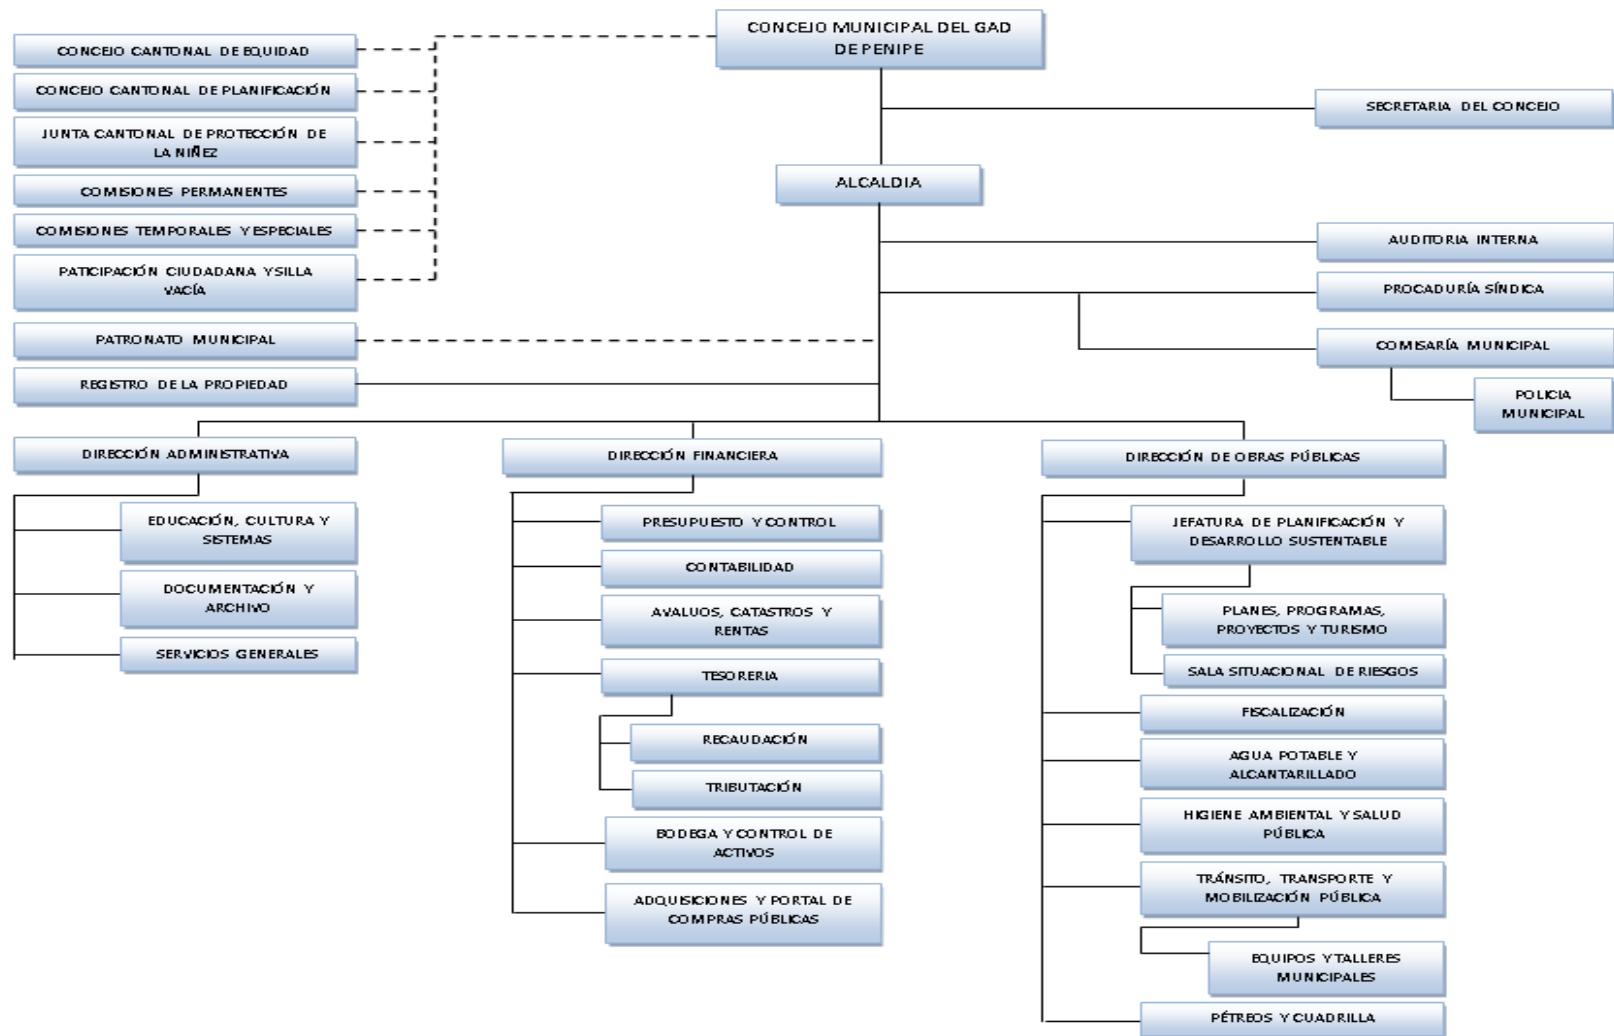 CONCEJO MUNICIPAL DEL GAD
DE PENIPE
CONCEJO CANTONAL DE EQUIDAD
CONCEJO CANTONAL DE PLANIFICACIÓN
JUNTA CANTONAL DE PROTECCIÓN DE
LA NIÑEZ
COMISIONES PERMANENTES
COMISIONES TEMPORALES Y ESPECIALES
PATICIPACIÓN CIUDADANA Y SILLA
VACÍA
PATRONATO MUNICIPAL
REGISTRO DE LA PROPIEDAD
SECRETARIA DEL CONCEJO
ALCALDIA
AUDITORIA INTERNA
PROCADURÍA SÍNDICA
COMISARÍA MUNICIPAL
POLICIA
MUNICIPAL
DIRECCIÓN ADMINISTRATIVA
EDUCACIÓN, CULTURA Y
SISTEMAS
DOCUMENTACIÓN Y
ARCHIVO
SERVICIOS GENERALES
DIRECCIÓN FINANCIERA
PRESUPUESTO Y CONTROL
CONTABILIDAD
AVALUOS, CATASTROS Y
RENTAS
TESORERIA
RECAUDACIÓN
TRIBUTACIÓN
BODEGA Y CONTROL DE
ACTIVOS
ADQUISICIONES Y PORTAL DE
COMPRAS PÚBLICAS
DIRECCIÓN DE OBRAS PÚBLICAS
JEFATURA DE PLANIFICACIÓN Y
DESARROLLO SUSTENTABLE
PLANES, PROGRAMAS,
PROYECTOS Y TURISMO
SALA SITUACIONAL DE RIESGOS
FISCALIZACIÓN
AGUA POTABLE Y
ALCANTARILLADO
HIGIENE AMBIENTAL Y SALUD
PÚBLICA
TRÁNSITO, TRANSPORTE Y
MOBILIZACIÓN PÚBLICA
EQUIPOS Y TALLERES
MUNICIPALES
PÉTREOS Y CUADRILLA